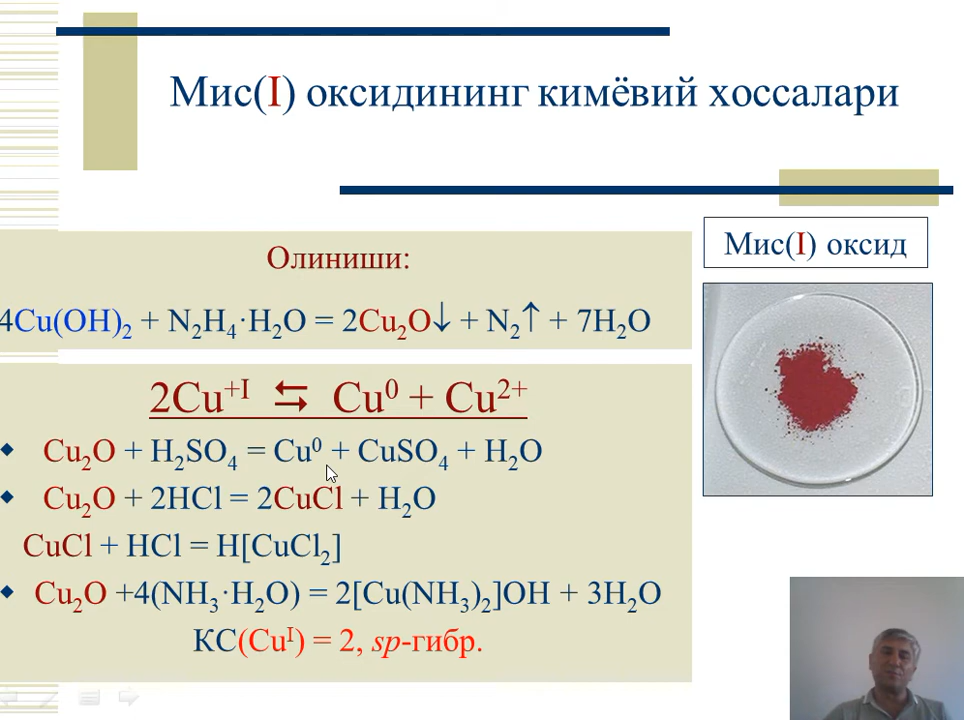 Мис(I) оксидининг кимёвий хоссалари
Олиниши:
4Cu(OH)₂ + N₂H₄·H₂O = 2Cu₂O↓ + N₂↑ + 7H₂O
Мис(I) оксид
2Cu⁺ᴵ ⇆ Cu⁰ + Cu²⁺
Cu₂O + H₂SO₄ = Cu⁰ + CuSO₄ + H₂O
Cu₂O + 2HCl = 2CuCl + H₂O
CuCl + HCl = H[CuCl₂]
Cu₂O +4(NH₃·H₂O) = 2[Cu(NH₃)₂]OH + 3H₂O
КС(Cuᴵ) = 2, sp-гибр.